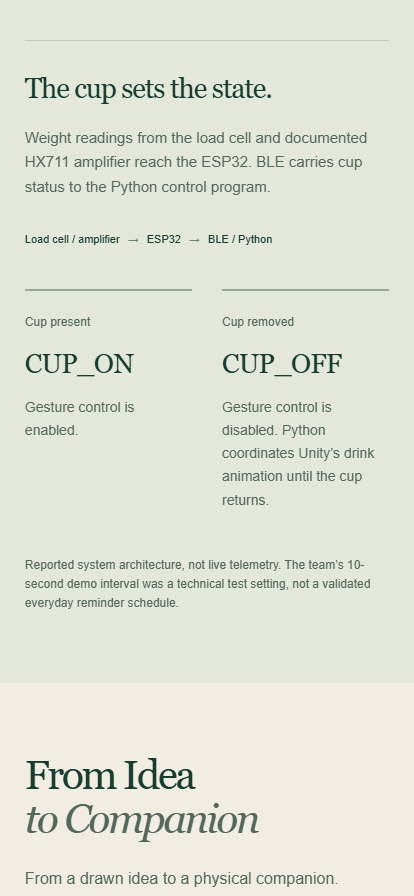 The cup sets the state.
Weight readings from the load cell and documented
HX711 amplifier reach the ESP32. BLE carries cup
status to the Python control program.
Load cell / amplifier → ESP32 → BLE / Python
Cup present
CUP_ON
Gesture control is
enabled.
Cup removed
CUP_OFF
Gesture control is
disabled. Python
coordinates Unity’s drink
animation until the cup
returns.
Reported system architecture, not live telemetry. The team’s 10-
second demo interval was a technical test setting, not a validated
everyday reminder schedule.
From Idea
to Companion
From a drawn idea to a physical companion.